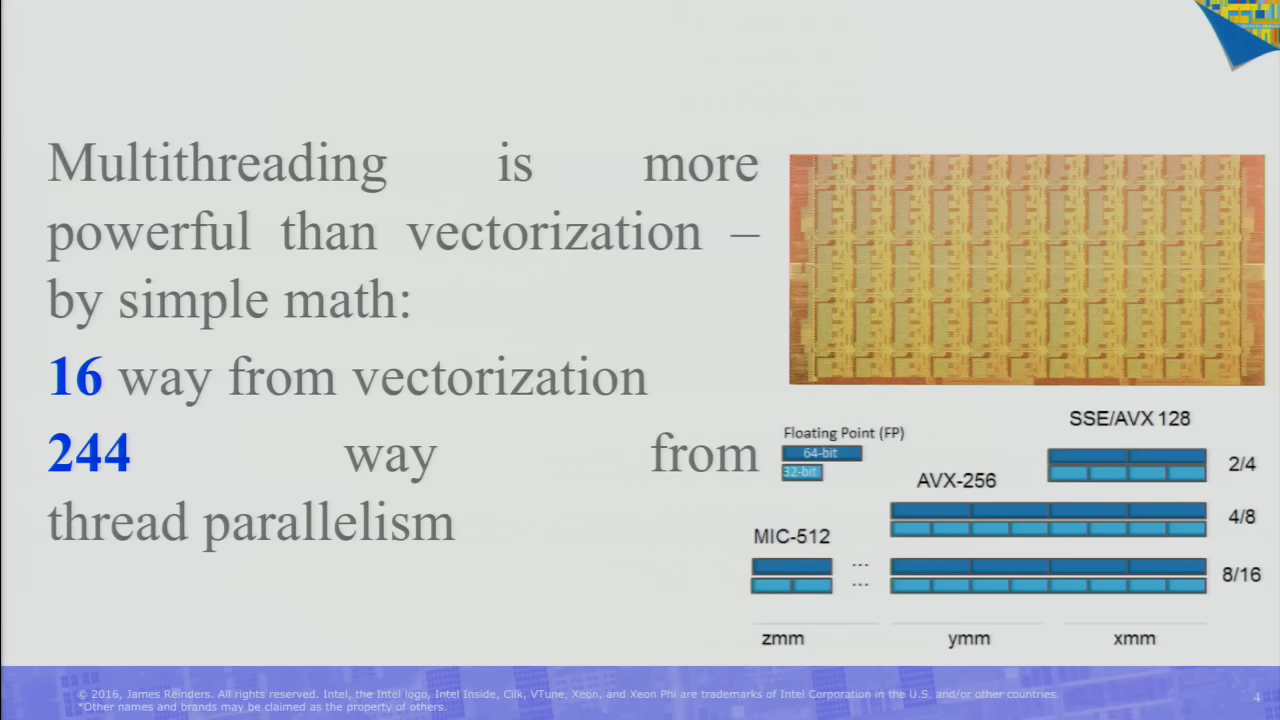 Multithreading is more
powerful than vectorization –
by simple math:
16 way from vectorization
244 way from
thread parallelism
Floating Point (FP)
64-bit
32-bit
SSE/AVX 128
2/4
AVX-256
4/8
MIC-512
...
...
8/16
zmm
ymm
xmm
© 2016, James Reinders. All rights reserved. Intel, the Intel logo, Intel Inside, Cilk, VTune, Xeon, and Xeon Phi are trademarks of Intel Corporation in the U.S. and/or other countries.
*Other names and brands may be claimed as the property of others.
4